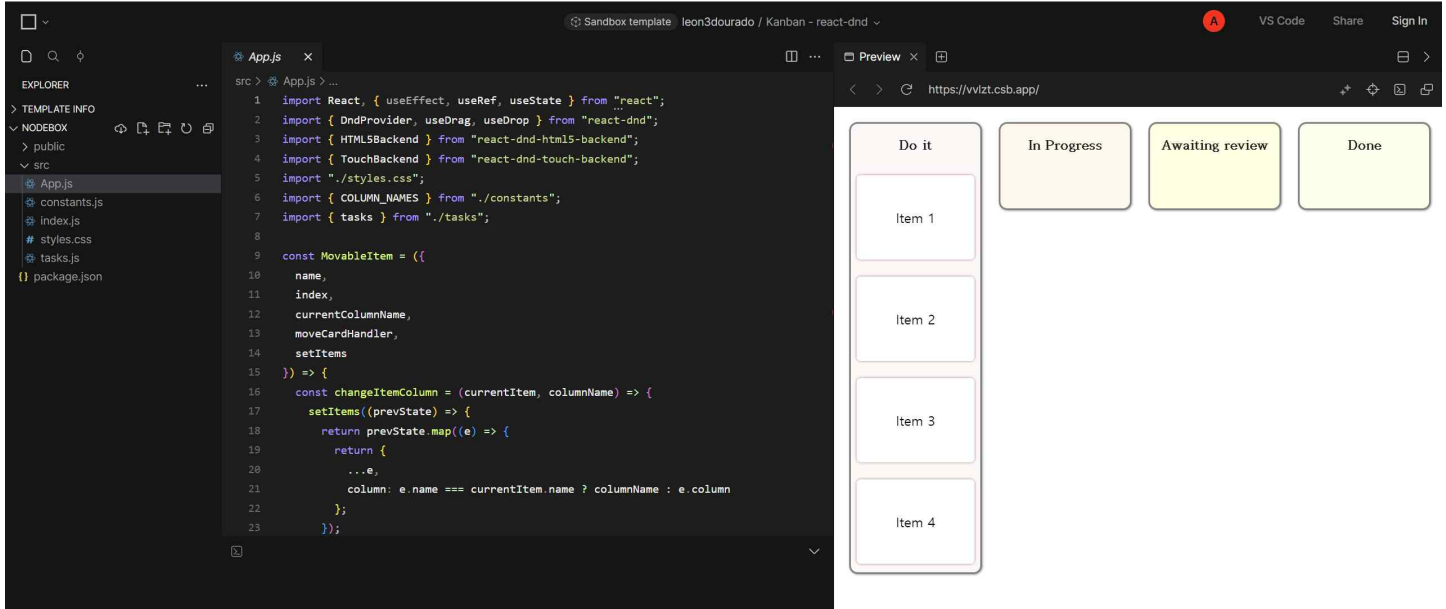 Sandbox template leon3dourado / Kanban - react-dnd
A VS Code Share Sign In
EXPLORER ...
TEMPLATE INFO
NODEBOX
public
src
App.js
constants.js
index.js
# styles.css
tasks.js
{} package.json
App.js ×
src > App.js > ...
1 import React, { useEffect, useRef, useState } from "react";
2 import { DndProvider, useDrag, useDrop } from "react-dnd";
3 import { HTML5Backend } from "react-dnd-html5-backend";
4 import { TouchBackend } from "react-dnd-touch-backend";
5 import "./styles.css";
6 import { COLUMN_NAMES } from "./constants";
7 import { tasks } from "./tasks";
8
9 const MovableItem = ({
10 name,
11 index,
12 currentColumnName,
13 moveCardHandler,
14 setItems
15 }) => {
16 const changeItemColumn = (currentItem, columnName) => {
17 setItems((prevState) => {
18 return prevState.map((e) => {
19 return {
20 ...e,
21 column: e.name === currentItem.name ? columnName : e.column
22 };
23 });
Preview ×
https://vvlzt.csb.app/
Do it
Item 1
Item 2
Item 3
Item 4
In Progress
Awaiting review
Done